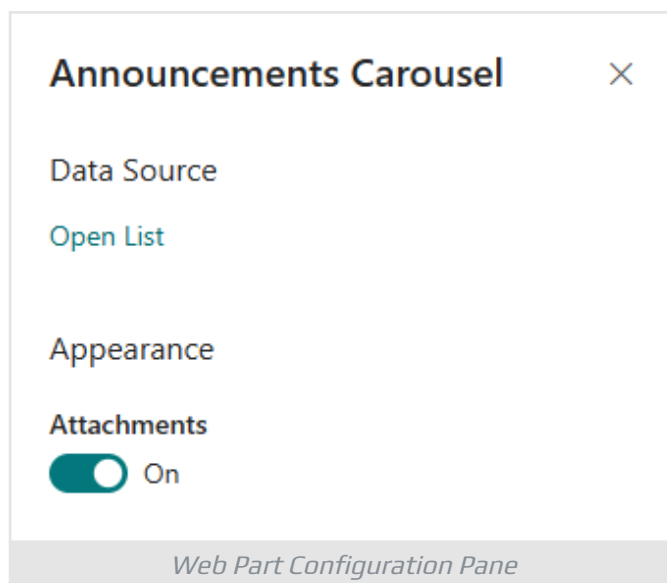 Announcements Carousel
Data Source
Open List
Appearance
Attachments
On
Web Part Configuration Pane